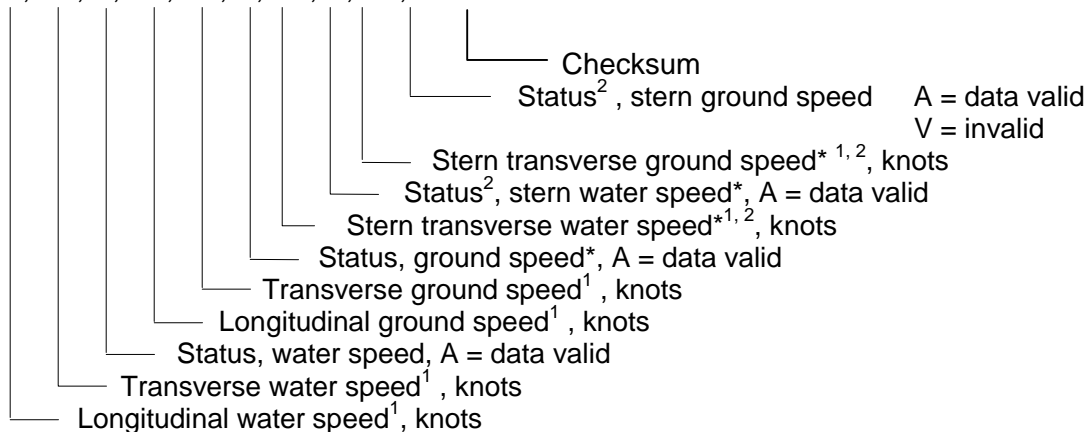 Checksum
Status², stern ground speed A = data valid
V = invalid
Stern transverse ground speed* ¹, ², knots
Status², stern water speed*, A = data valid
Stern transverse water speed*¹, ², knots
Status, ground speed*, A = data valid
Transverse ground speed¹ , knots
Longitudinal ground speed¹ , knots
Status, water speed, A = data valid
Transverse water speed¹ , knots
Longitudinal water speed¹, knots